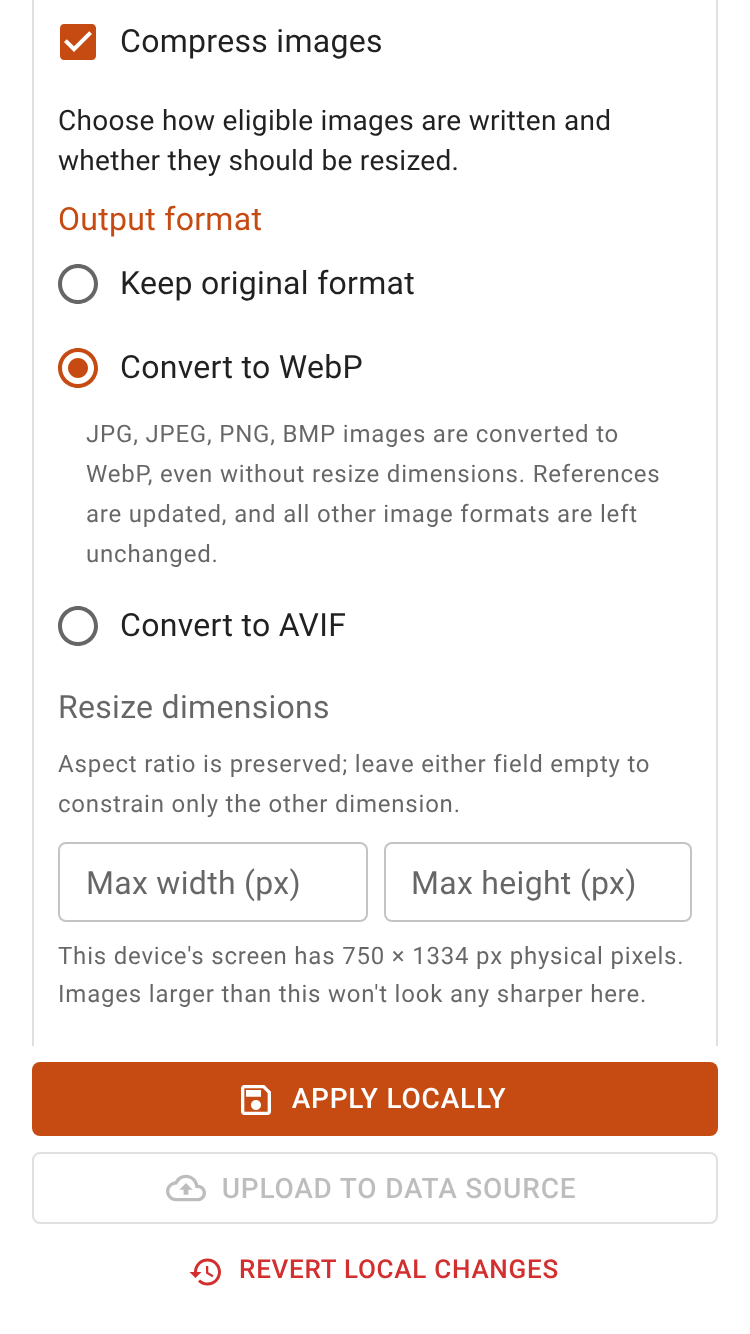 Compress images
Choose how eligible images are written and
whether they should be resized.
Output format
Keep original format
Convert to WebP
JPG, JPEG, PNG, BMP images are converted to
WebP, even without resize dimensions. References
are updated, and all other image formats are left
unchanged.
Convert to AVIF
Resize dimensions
Aspect ratio is preserved; leave either field empty to
constrain only the other dimension.
Max width (px)
Max height (px)
This device's screen has 750 × 1334 px physical pixels.
Images larger than this won't look any sharper here.
APPLY LOCALLY
UPLOAD TO DATA SOURCE
REVERT LOCAL CHANGES